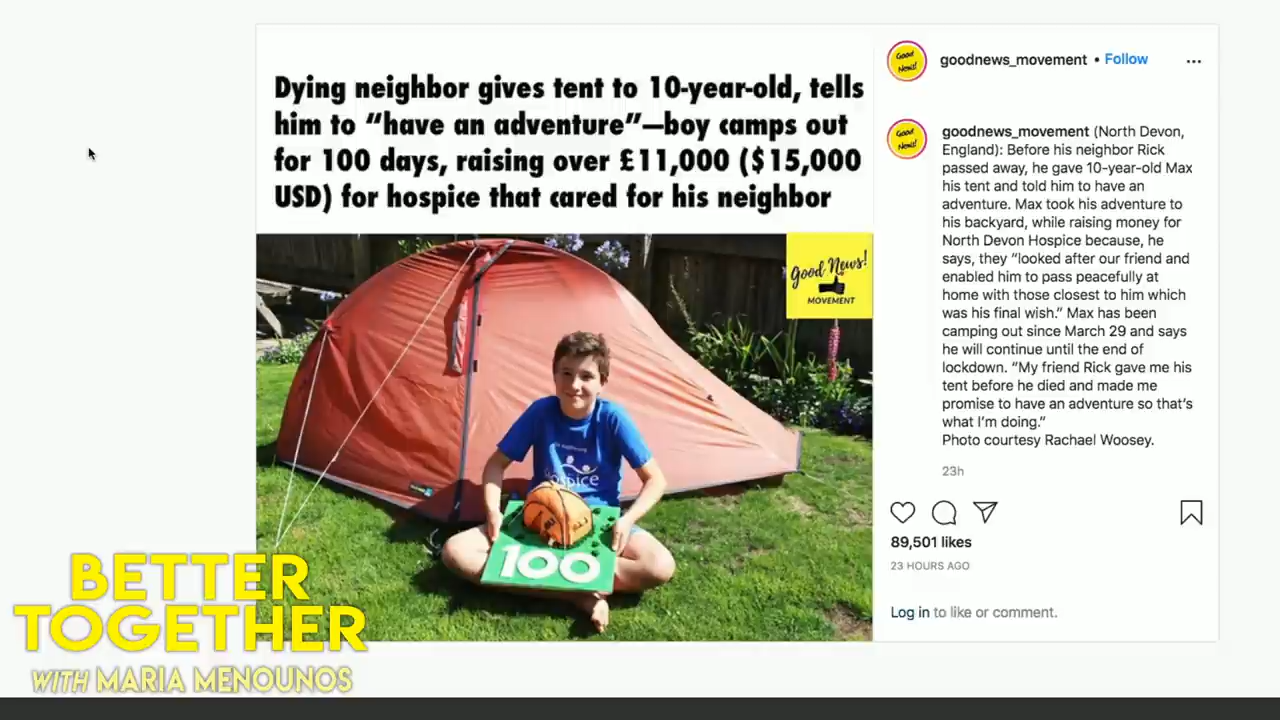 Dying neighbor gives tent to 10-year-old, tells
him to “have an adventure”—boy camps out
for 100 days, raising over £11,000 ($15,000
USD) for hospice that cared for his neighbor
Good News!
MOVEMENT
hospice
100
Good
News!
goodnews_movement • Follow
Good
News!
goodnews_movement (North Devon,
England): Before his neighbor Rick
passed away, he gave 10-year-old Max
his tent and told him to have an
adventure. Max took his adventure to
his backyard, while raising money for
North Devon Hospice because, he
says, they “looked after our friend and
enabled him to pass peacefully at
home with those closest to him which
was his final wish.” Max has been
camping out since March 29 and says
he will continue until the end of
lockdown. “My friend Rick gave me his
tent before he died and made me
promise to have an adventure so that’s
what I’m doing.”
Photo courtesy Rachael Woosey.
23h
89,501 likes
23 HOURS AGO
Log in to like or comment.
BETTER
TOGETHER
WITH MARIA MENOUNOS